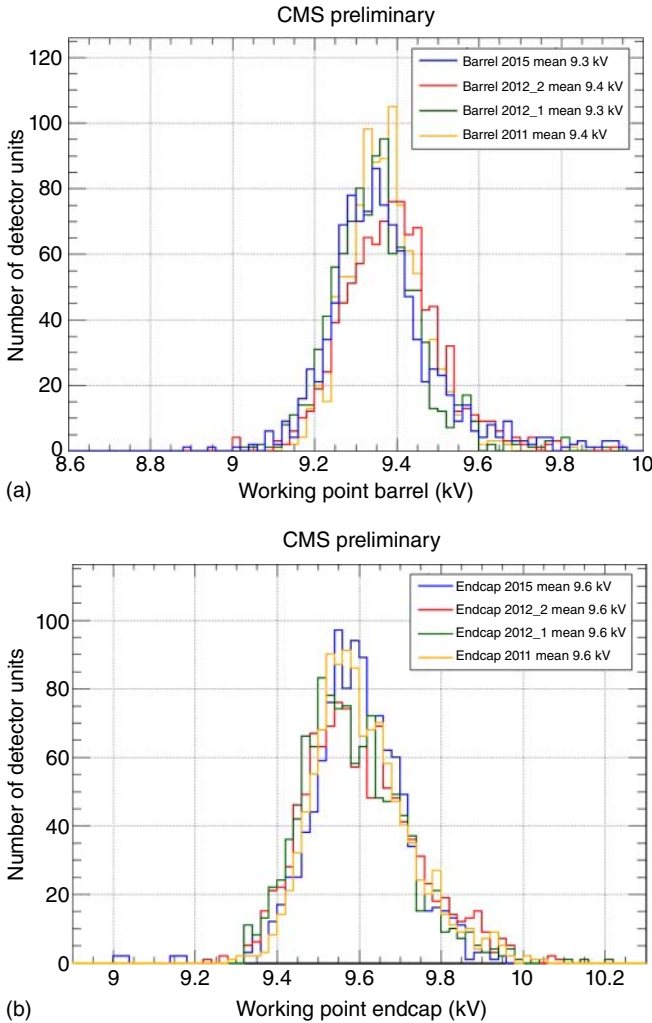 CMS preliminary
120
100
80
60
40
20
0
Number of detector units
Barrel 2015 mean 9.3 kV
Barrel 2012_2 mean 9.4 kV
Barrel 2012_1 mean 9.3 kV
Barrel 2011 mean 9.4 kV
8.6 8.8 9 9.2 9.4 9.6 9.8 10
(a)
Working point barrel (kV)
CMS preliminary
100
80
60
40
20
0
Number of detector units
Endcap 2015 mean 9.6 kV
Endcap 2012_2 mean 9.6 kV
Endcap 2012_1 mean 9.6 kV
Endcap 2011 mean 9.6 kV
9 9.2 9.4 9.6 9.8 10 10.2
(b)
Working point endcap (kV)